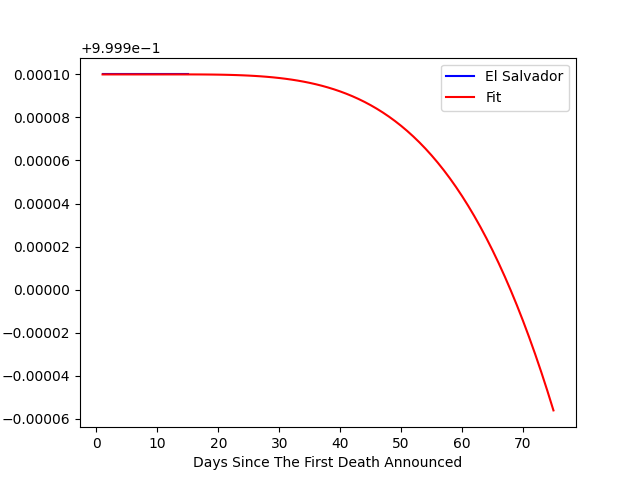 +9.999e−1
0.00010
0.00008
0.00006
0.00004
0.00002
0.00000
−0.00002
−0.00004
−0.00006
El Salvador
Fit
0 10 20 30 40 50 60 70
Days Since The First Death Announced